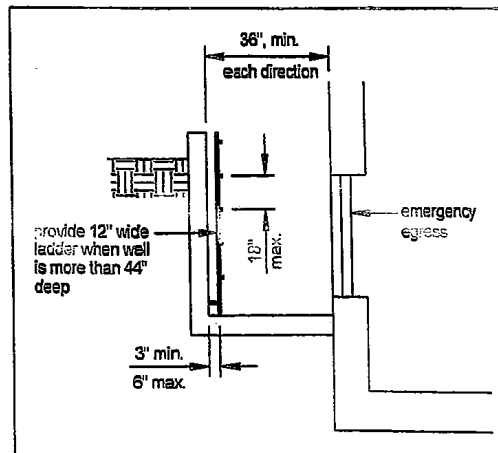 36", min.
each direction
provide 12" wide
ladder when well
is more than 44"
deep
18"
max.
emergency
egress
3" min.
6" max.